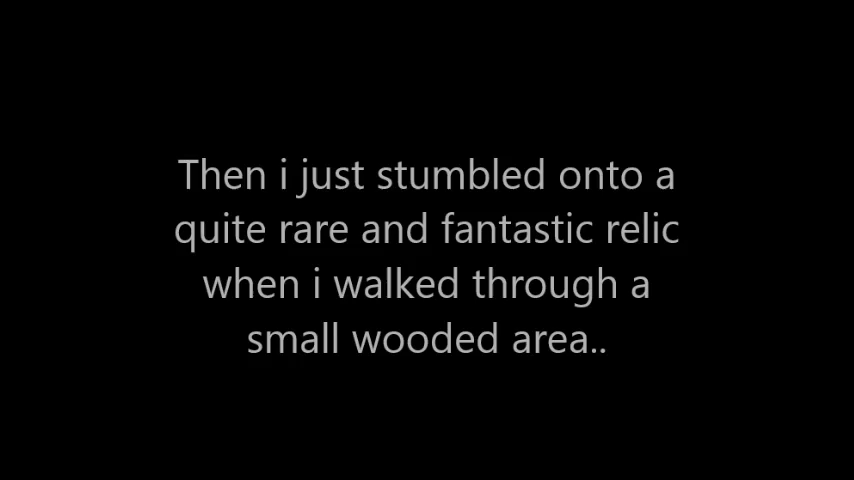 Then i just stumbled onto a
quite rare and fantastic relic
when i walked through a
small wooded area..